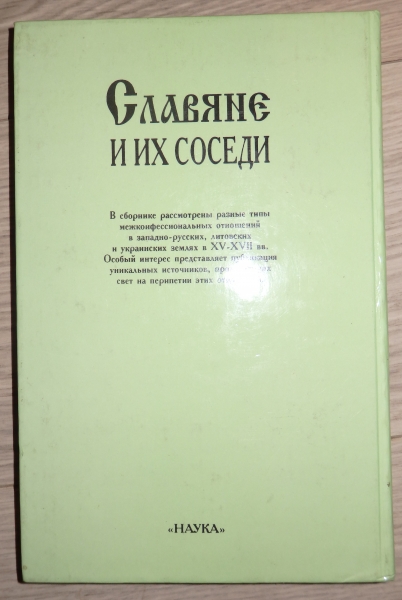 Славяне
И ИХ СОСЕДИ
В сборнике рассмотрены разные типы
межконфессиональных отношений
в западно-русских, литовских
и украинских землях в XV-XVII вв.
Особый интерес представляет публикация
уникальных источников,
свет на перипетии этих
«НАУКА»